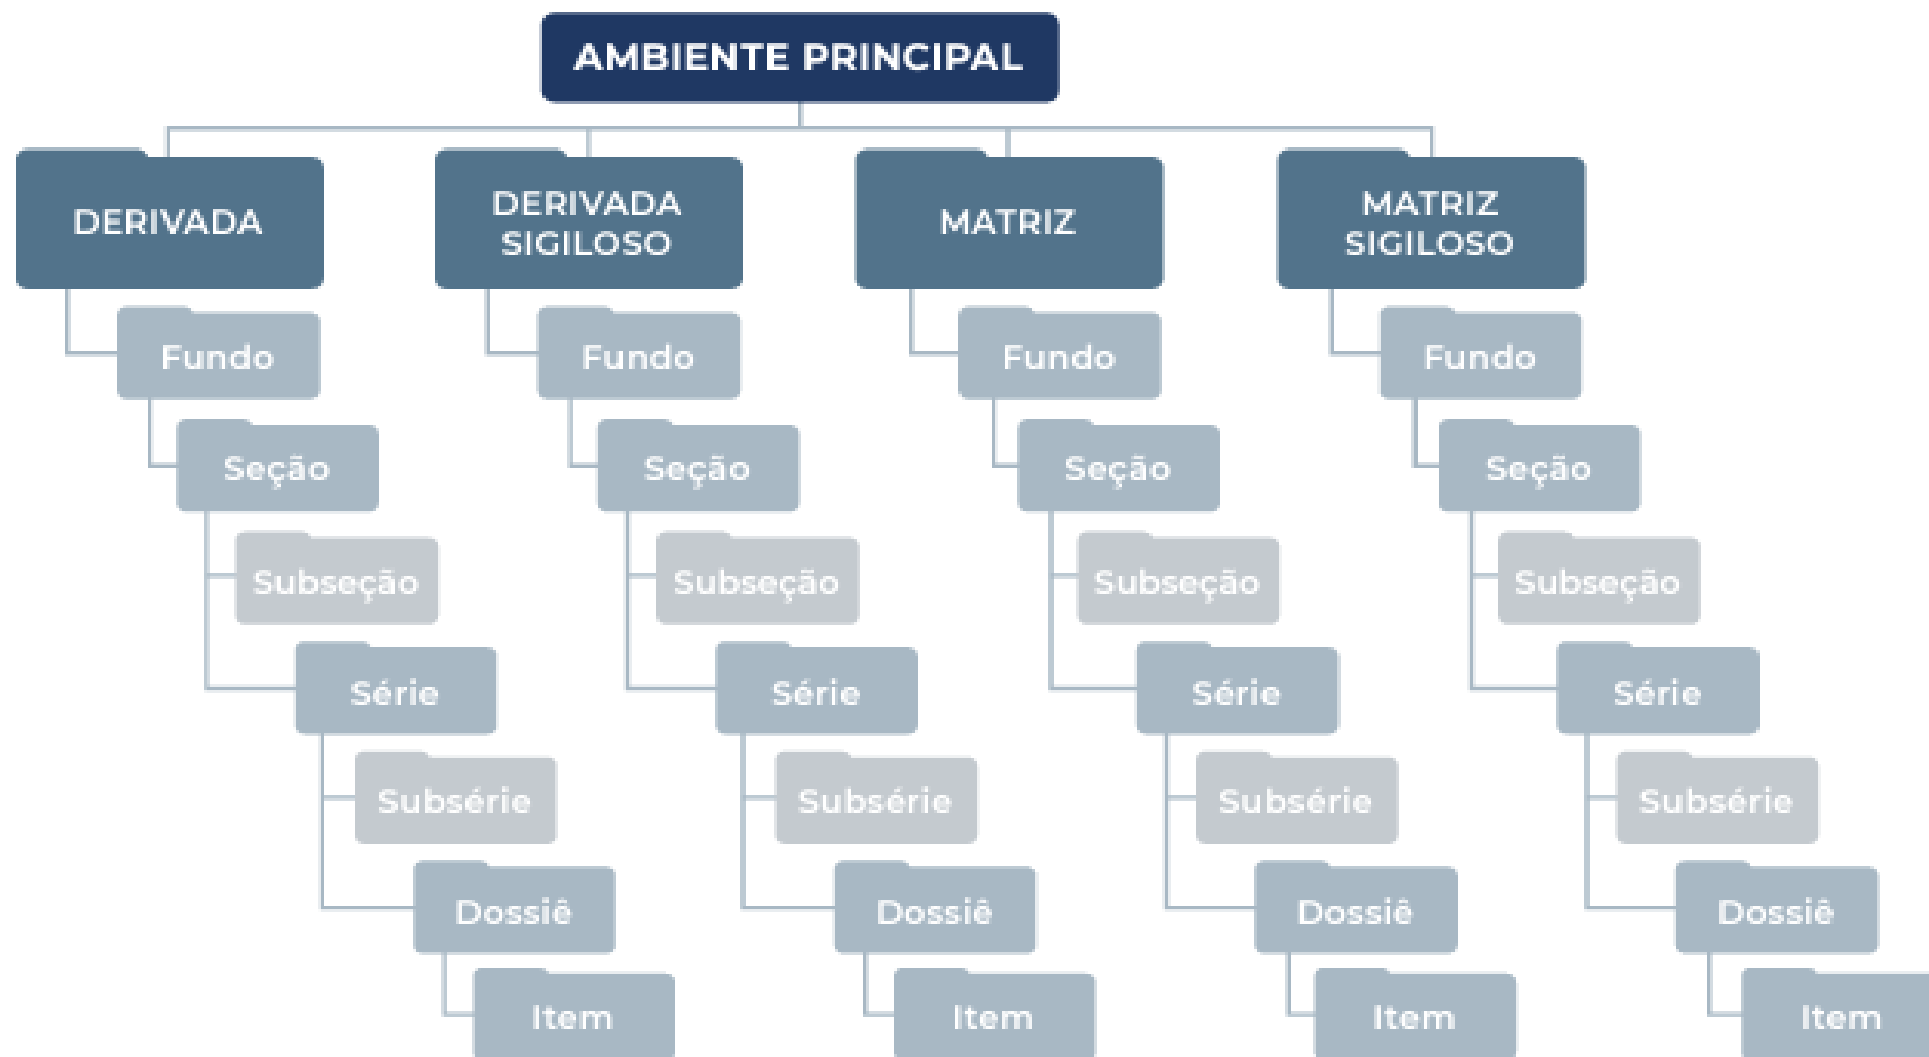 AMBIENTE PRINCIPAL
DERIVADA
DERIVADA
SIGILOSO
MATRIZ
MATRIZ
SIGILOSO
Fundo
Fundo
Fundo
Fundo
Seção
Seção
Seção
Seção
Subseção
Subseção
Subseção
Subseção
Série
Série
Série
Série
Subsérie
Subsérie
Subsérie
Subsérie
Dossiê
Dossiê
Dossiê
Dossiê
Item
Item
Item
Item